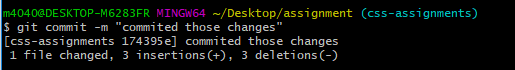 m4040@DESKTOP-M6283FR MINGW64 ~/Desktop/assignment (css-assignments)
$ git commit -m "commited those changes"
[css-assignments 174395e] commited those changes
 1 file changed, 3 insertions(+), 3 deletions(-)